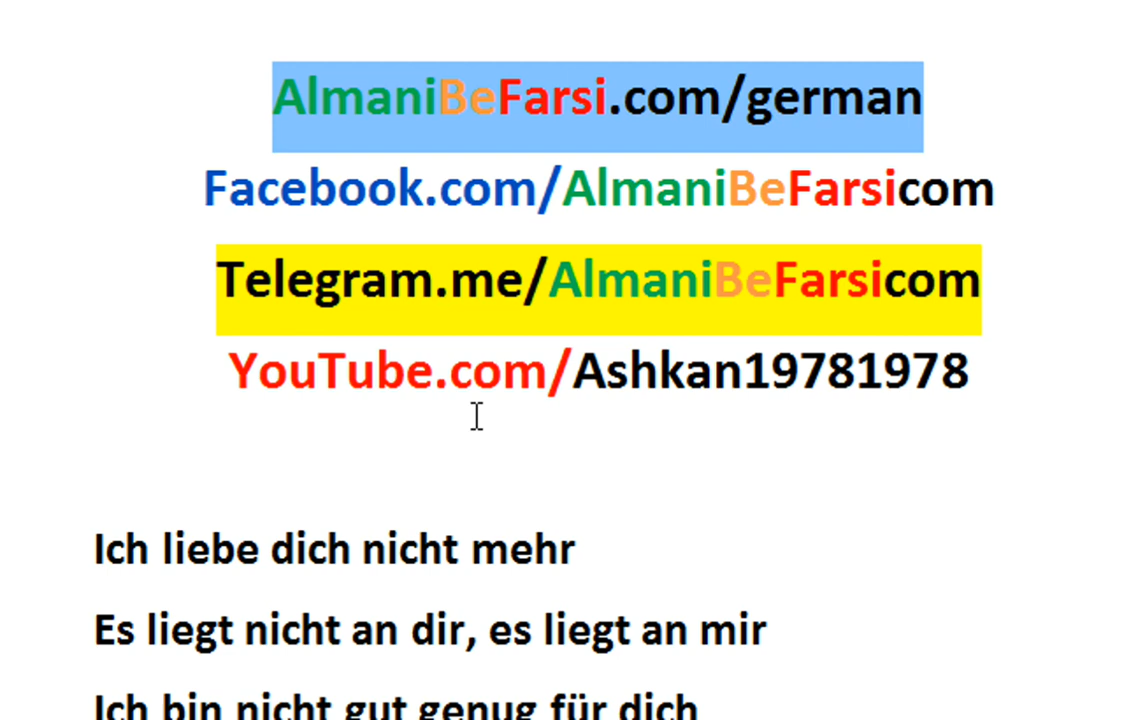 AlmaniBeFarsi.com/german
Facebook.com/AlmaniBeFarsicom
Telegram.me/AlmaniBeFarsicom
YouTube.com/Ashkan19781978
Ich liebe dich nicht mehr
Es liegt nicht an dir, es liegt an mir
Ich bin nicht gut genug für dich